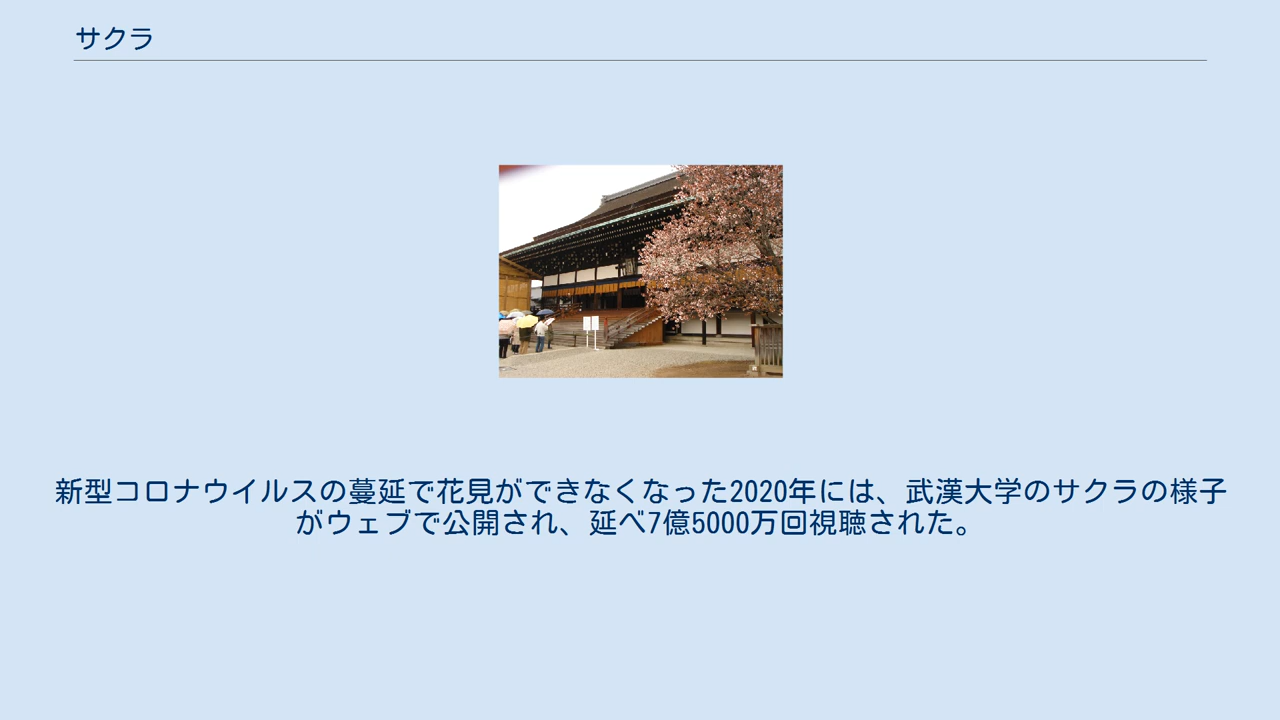 サクラ
新型コロナウイルスの蔓延で花見ができなくなった2020年には、武漢大学のサクラの様子
がウェブで公開され、延べ7億5000万回視聴された。